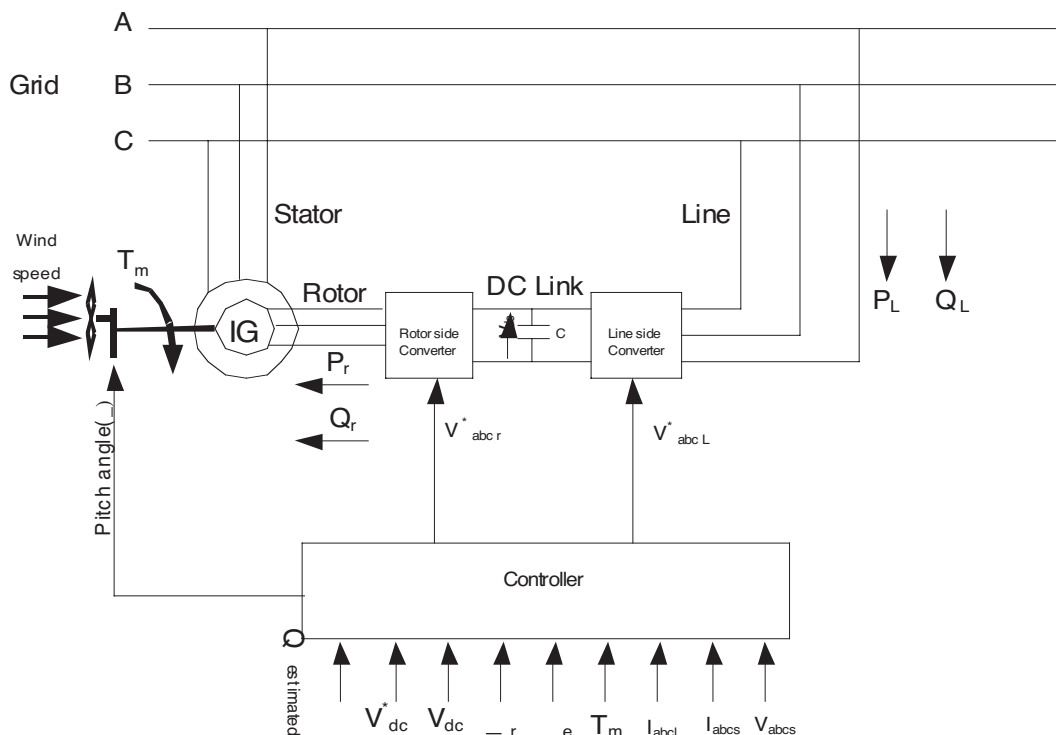 A
Grid
B
C
Stator
Line
Wind
speed
T m
Rotor
DC Link
P L
Q L
IG
Rotor side
Converter
C
Line side
Converter
P r
Q r
V * abc r
V * abc L
Pitch angle(_)
Controller
Q estimated
V * dc
V dc
_ r
e
T m
I abcl
I abcs
V abcs